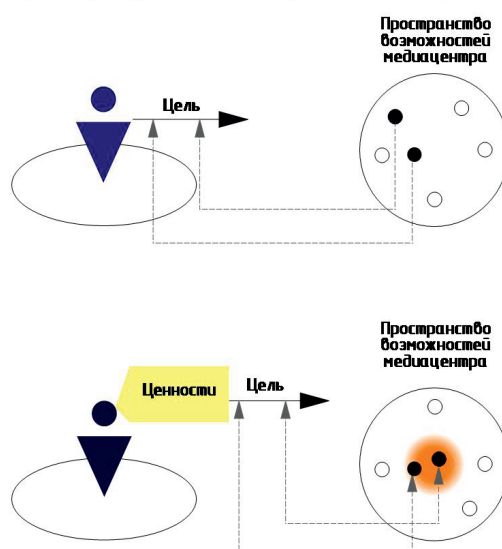 Пространство
возможностей
медиацентра
Цель
Пространство
возможностей
медиацентра
Ценности
Цель